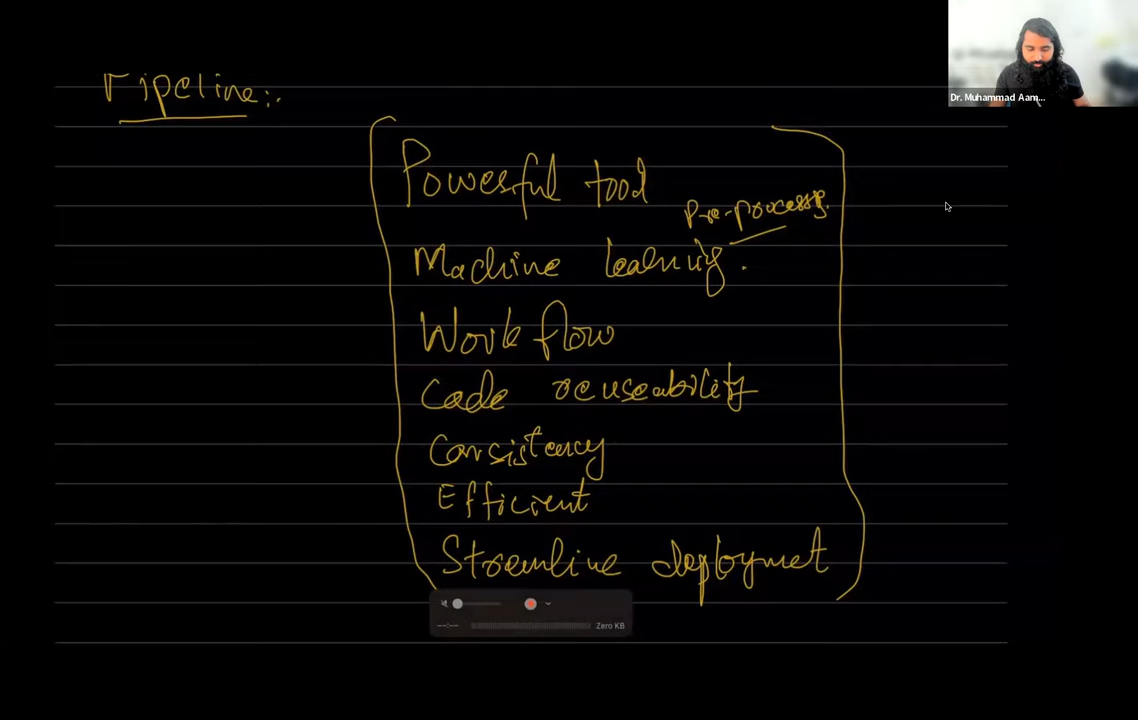 Pipeline:.
Dr. Muhammad Aam...
Powerful tool
Pre-processing.
Machine learning.
Work flow
Code reuseability
Consistency
Efficient
Streamline deploymet
--:--
Zero KB